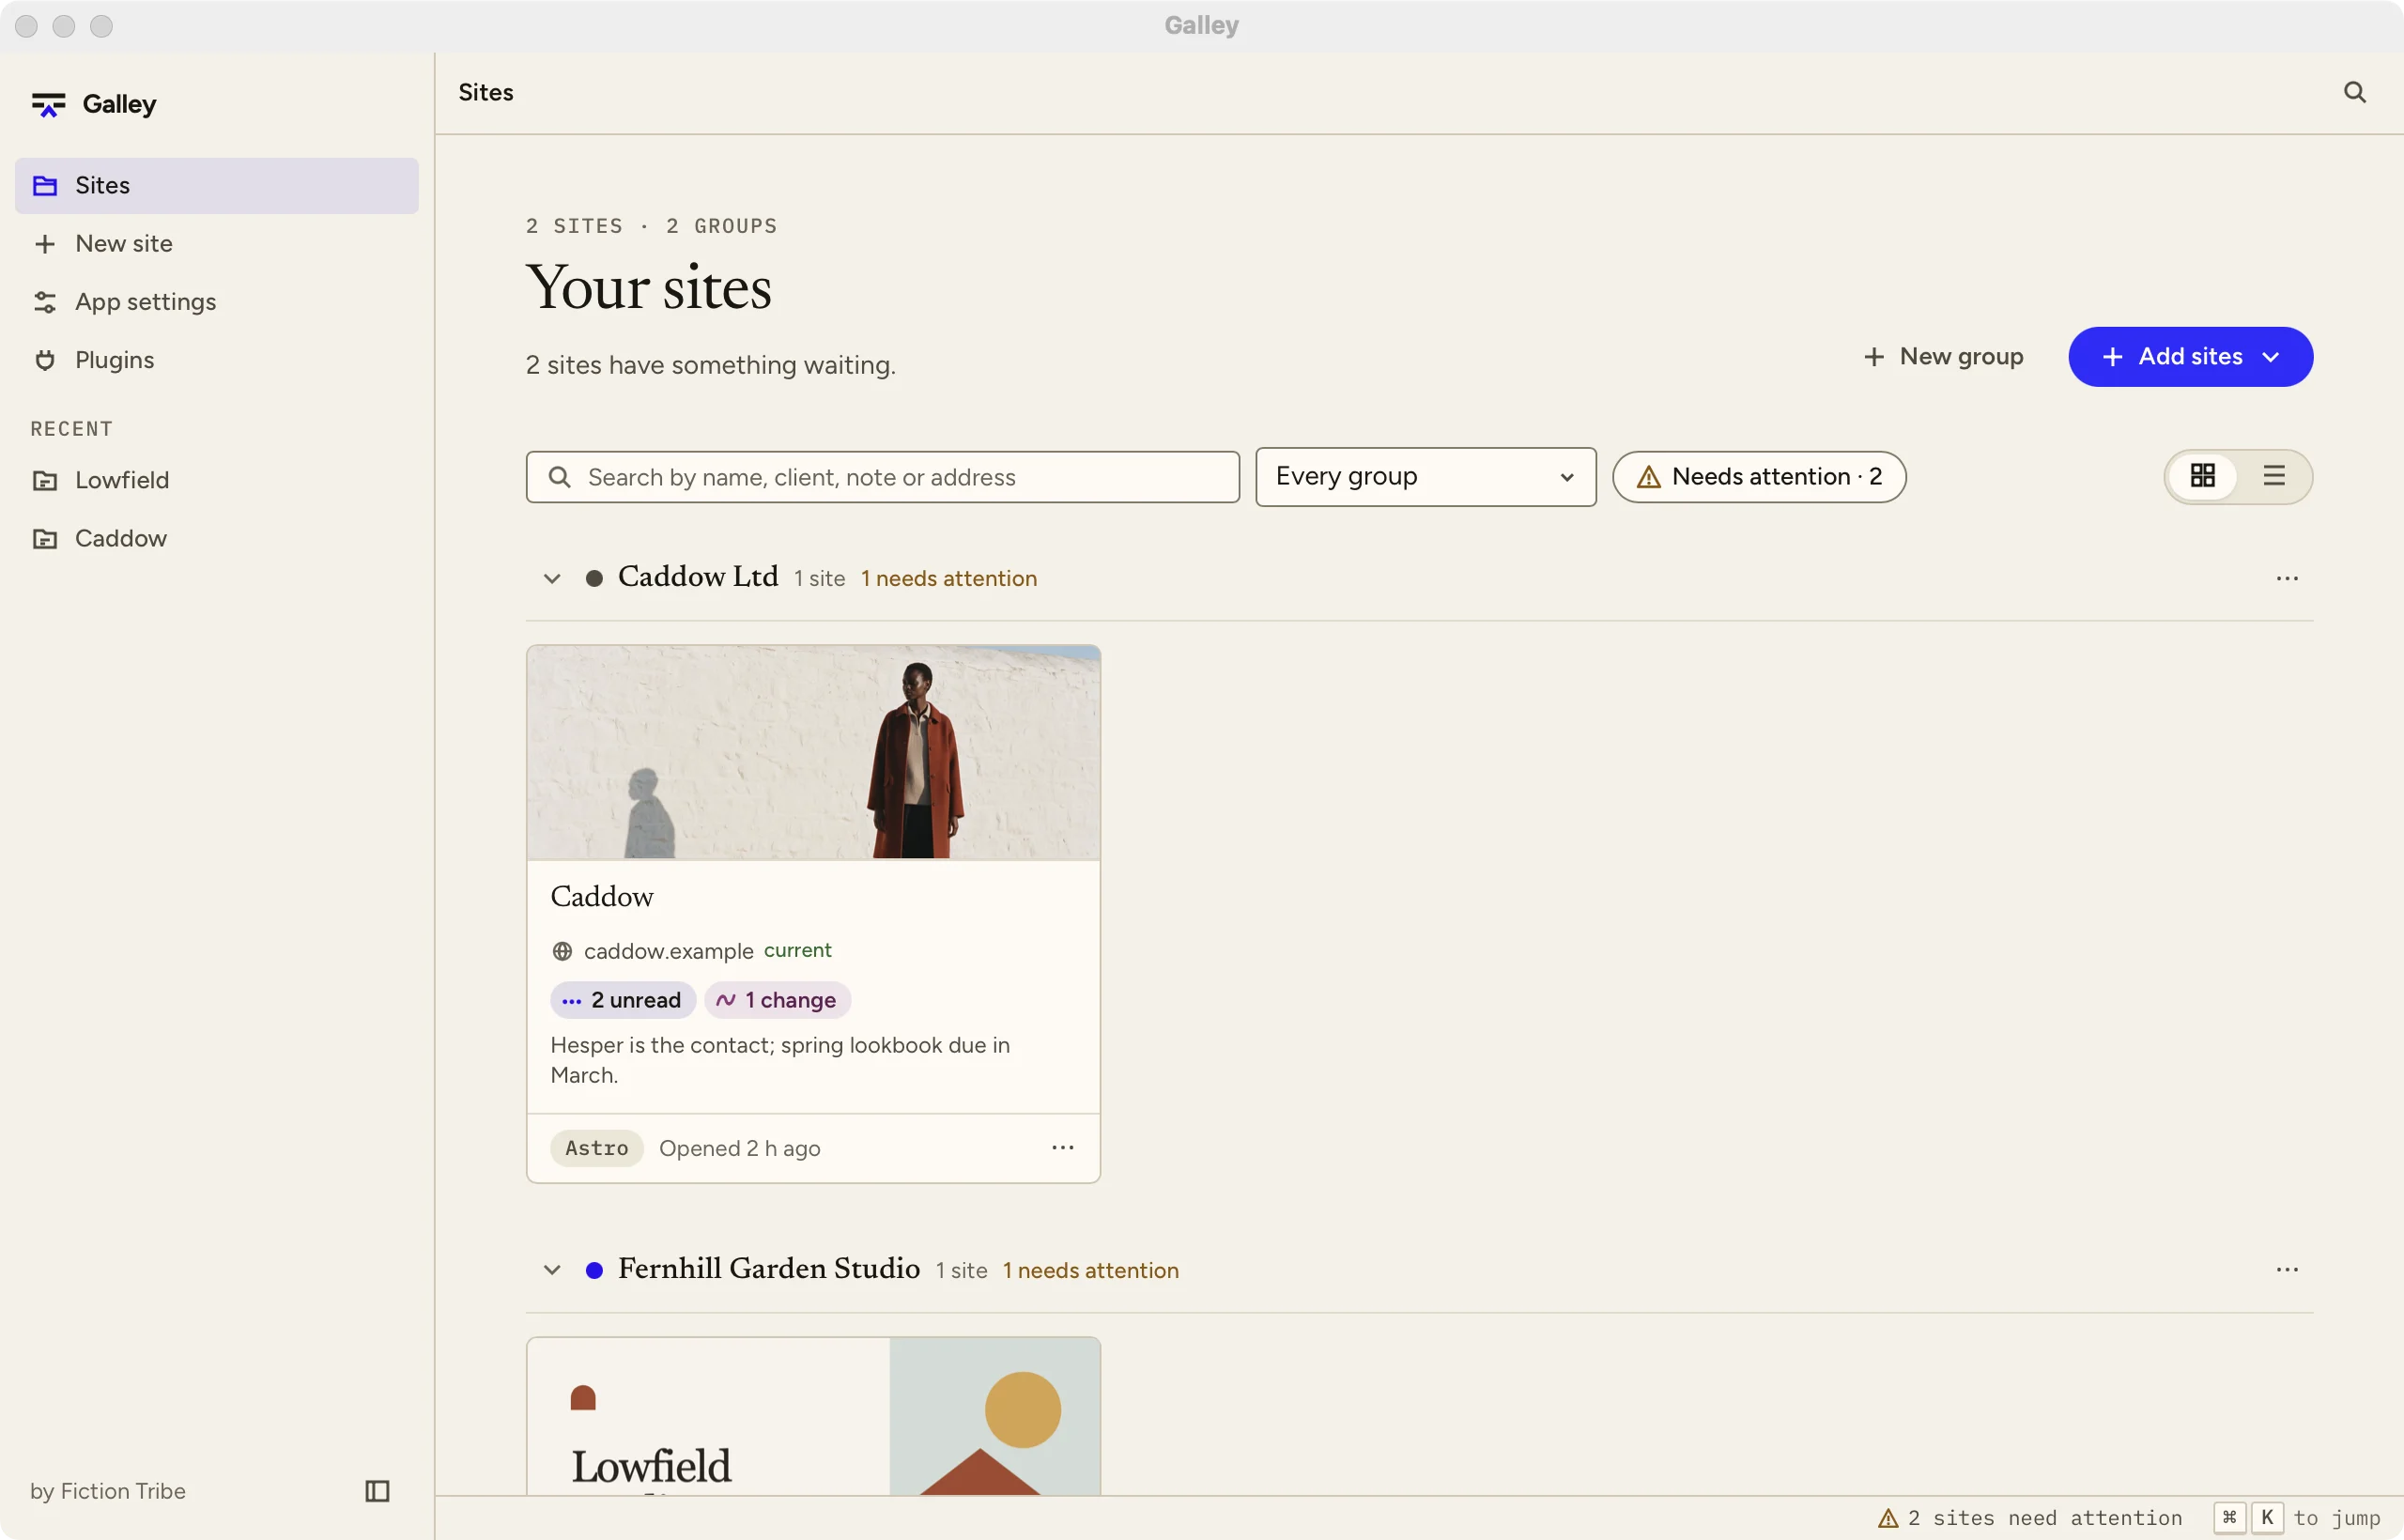 Galley
Galley
Sites
New site
App settings
Plugins
RECENT
Lowfield
Caddow
by Fiction Tribe
Sites
2 SITES · 2 GROUPS
Your sites
2 sites have something waiting.
New group
Add sites
Search by name, client, note or address
Every group
Needs attention · 2
Caddow Ltd 1 site 1 needs attention
Caddow
caddow.example current
2 unread 1 change
Hesper is the contact; spring lookbook due in
March.
Astro Opened 2 h ago
Fernhill Garden Studio 1 site 1 needs attention
Lowfield
2 sites need attention ⌘ K to jump